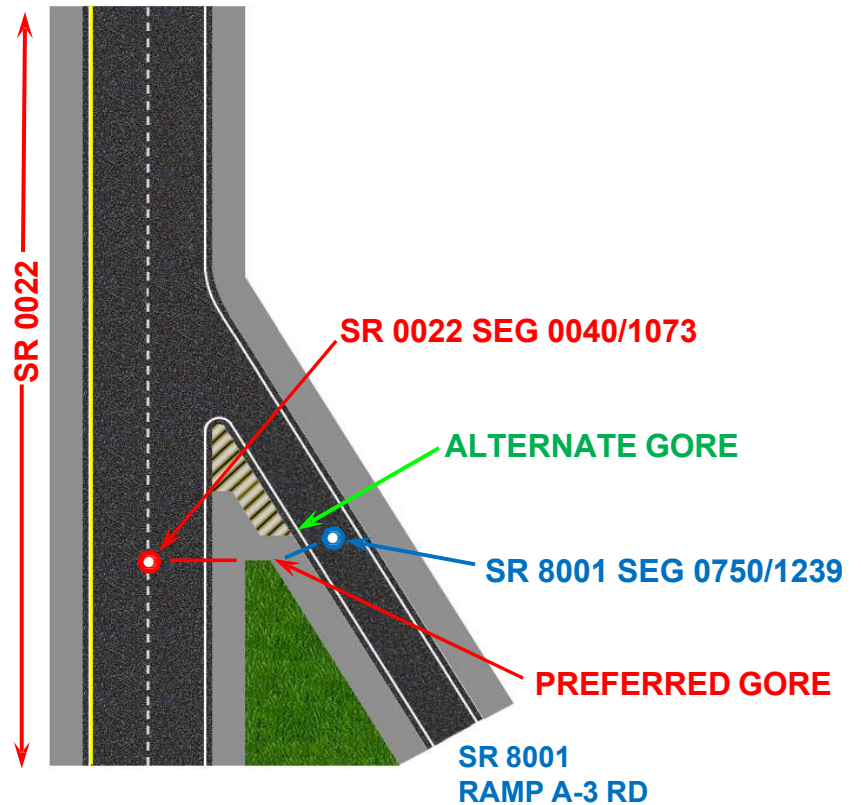 SR 0022
SR 0022 SEG 0040/1073
ALTERNATE GORE
SR 8001 SEG 0750/1239
PREFERRED GORE
SR 8001
RAMP A-3 RD